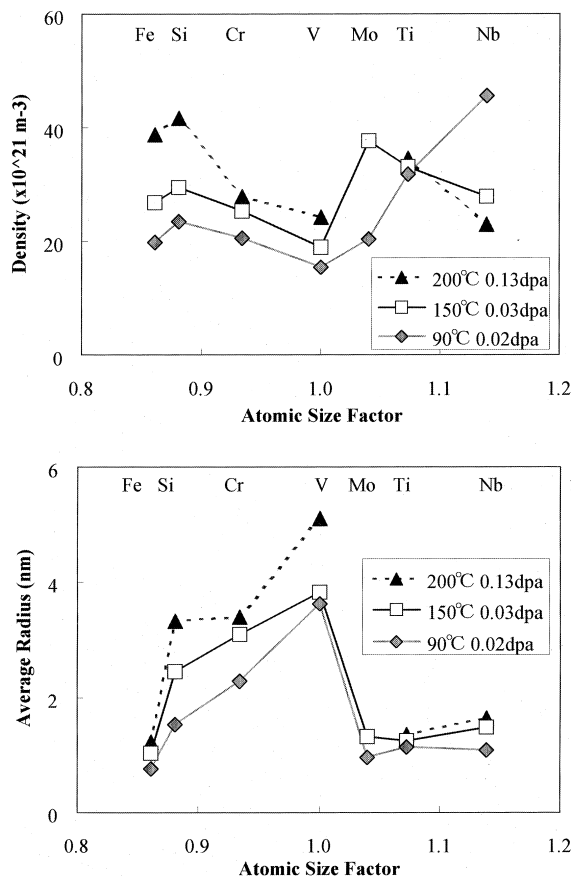 60
Fe Si Cr V Mo Ti Nb
40
Density (x10^21 m-3)
20
200℃ 0.13dpa
150℃ 0.03dpa
90℃ 0.02dpa
0
0.8 0.9 1.0 1.1 1.2
Atomic Size Factor
6
Fe Si Cr V Mo Ti Nb
200℃ 0.13dpa
150℃ 0.03dpa
90℃ 0.02dpa
4
Average Radius (nm)
2
0
0.8 0.9 1.0 1.1 1.2
Atomic Size Factor